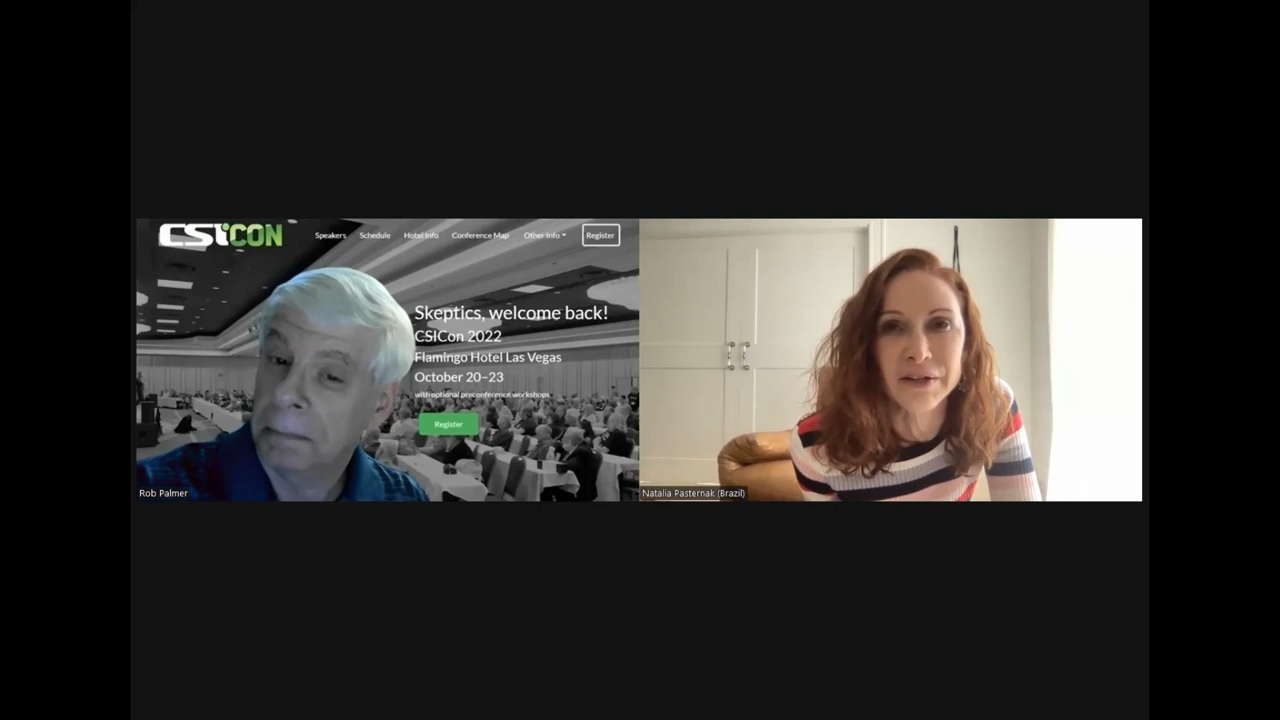 CSICON
Speakers Schedule Hotel Info Conference Map Other Info Register
Skeptics, welcome back!
CSICon 2022
Flamingo Hotel Las Vegas
October 20–23
with optional preconference workshops
Register
Rob Palmer
Natalia Pasternak (Brazil)